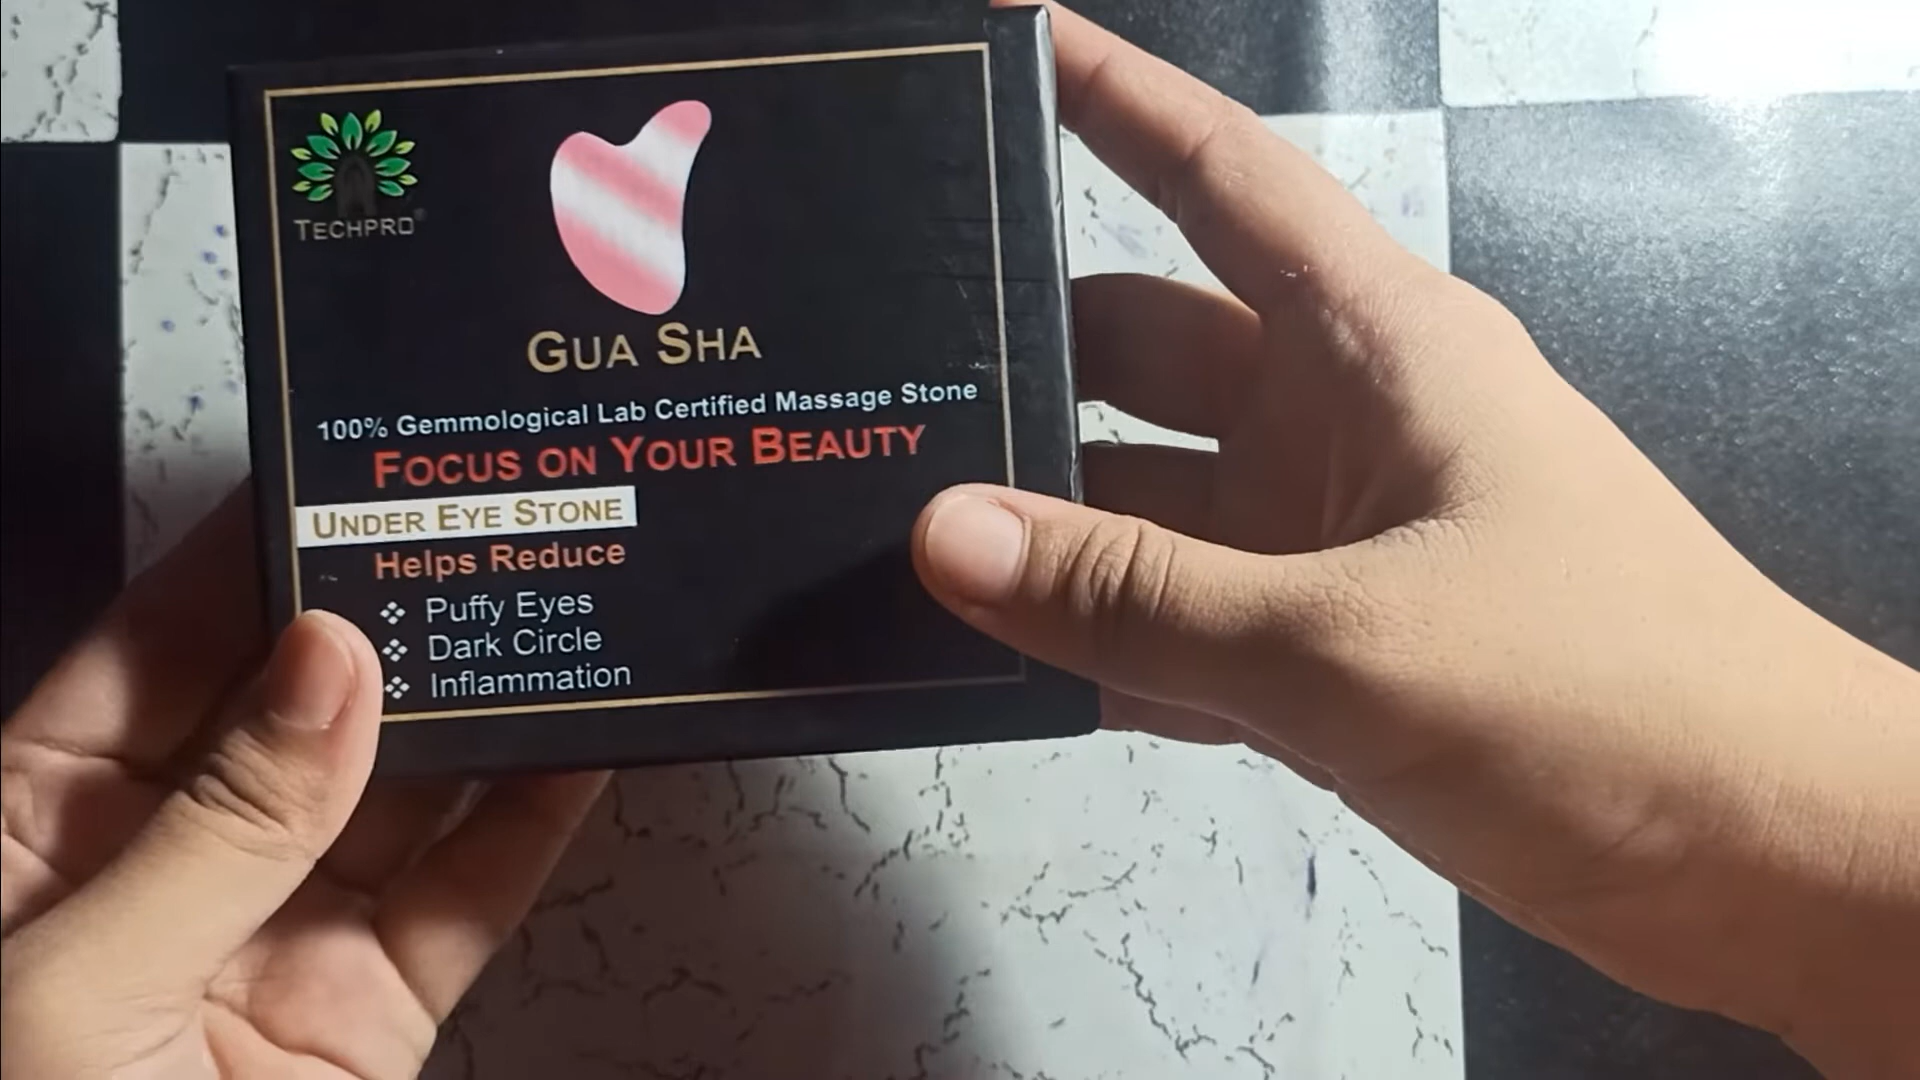 TECHPRO®
GUA SHA
100% Gemmological Lab Certified Massage Stone
FOCUS ON YOUR BEAUTY
UNDER EYE STONE
Helps Reduce
❖ Puffy Eyes
❖ Dark Circle
❖ Inflammation